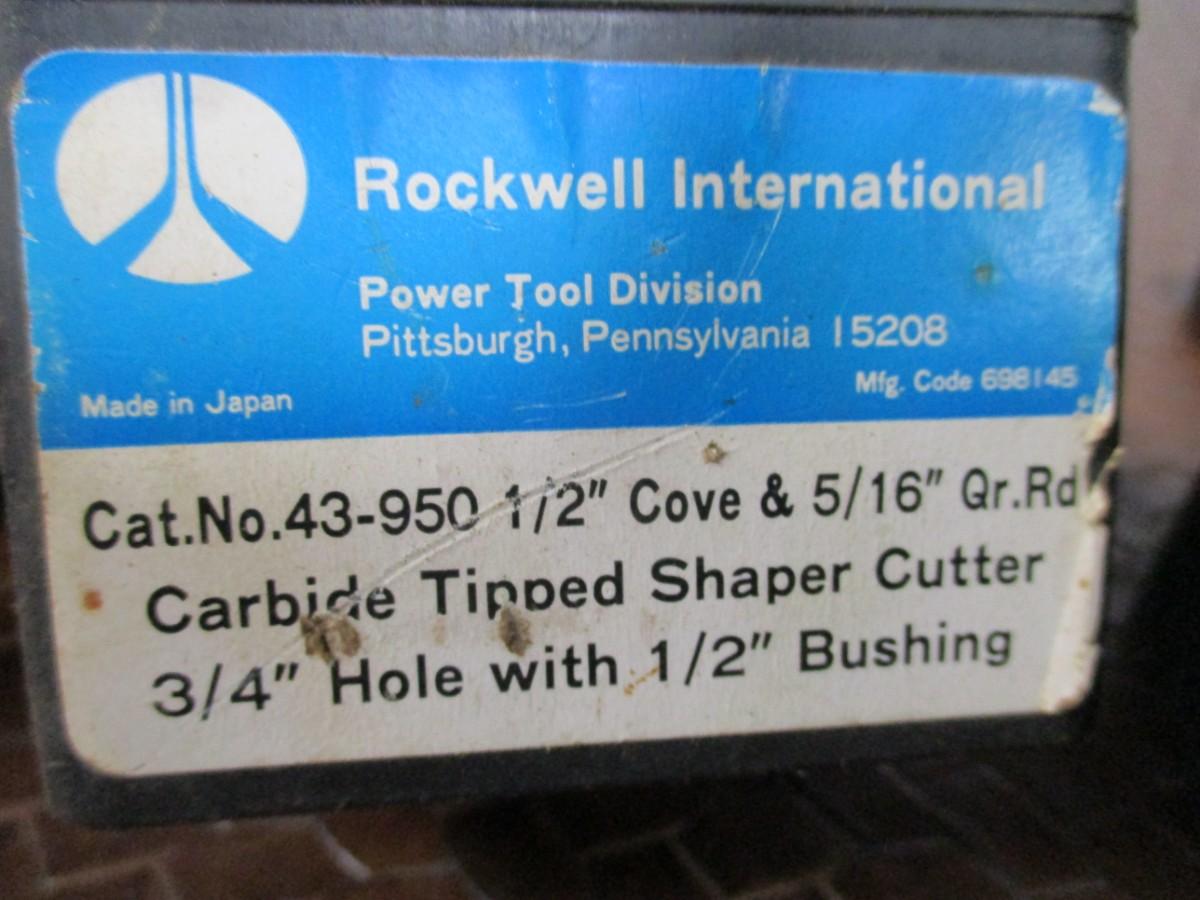 Rockwell International
Power Tool Division
Pittsburgh, Pennsylvania 15208
Made in Japan
Mfg. Code 698145
Cat.No.43-950 1/2" Cove & 5/16" Qr.Rd
Carbide Tipped Shaper Cutter
3/4" Hole with 1/2" Bushing